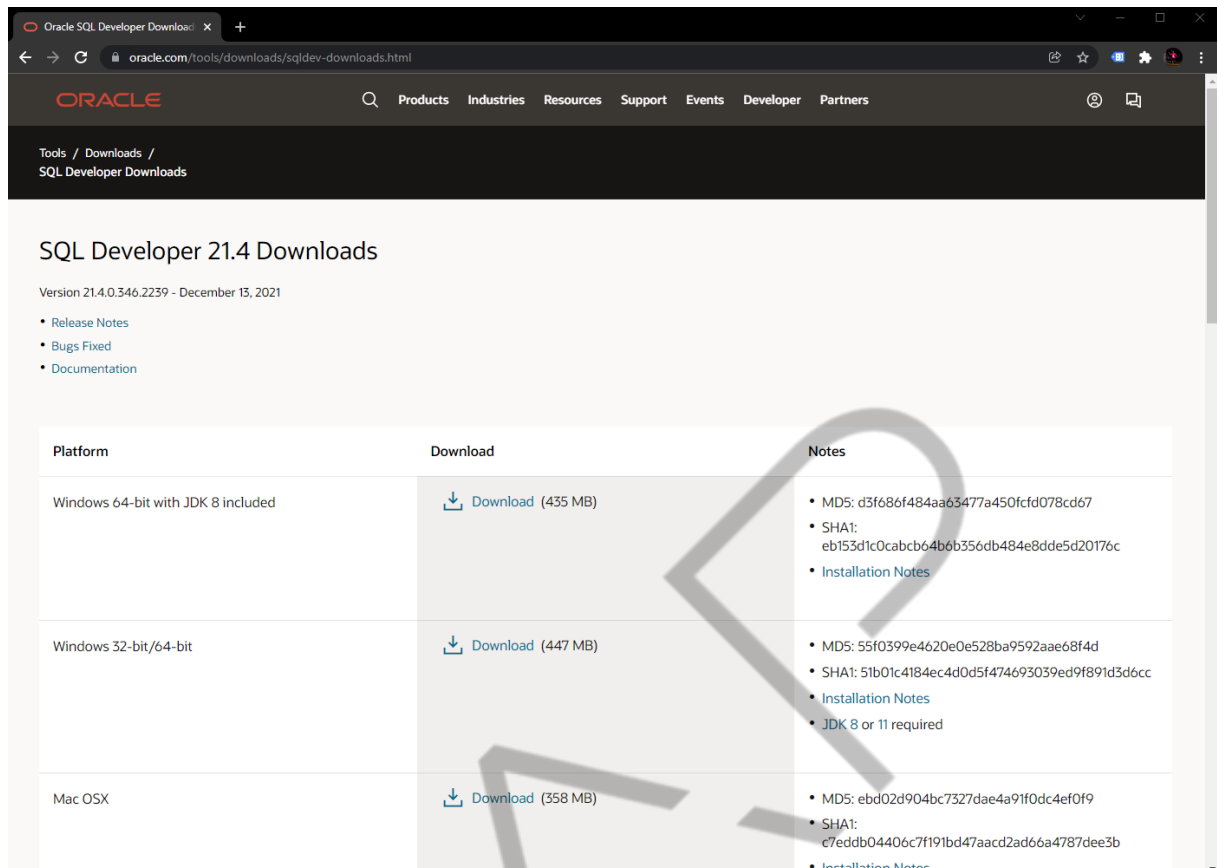 Oracle SQL Developer Download
oracle.com/tools/downloads/sqldev-downloads.html
ORACLE
Products Industries Resources Support Events Developer Partners
Tools / Downloads /
SQL Developer Downloads
SQL Developer 21.4 Downloads
Version 21.4.0.346.2239 - December 13, 2021
• Release Notes
• Bugs Fixed
• Documentation
Platform Download Notes
Windows 64-bit with JDK 8 included Download (435 MB) • MD5: d3f686f484aa63477a450fcfd078cd67
• SHA1:
eb153d1c0cabcb64b6b356db484e8dde5d20176c
• Installation Notes
Windows 32-bit/64-bit Download (447 MB) • MD5: 55f0399e4620e0e528ba9592aae68f4d
• SHA1: 51b01c4184ec4d0d5f474693039ed9f891d3d6cc
• Installation Notes
• JDK 8 or 11 required
Mac OSX Download (358 MB) • MD5: ebd02d904bc7327dae4a91f0dc4ef0f9
• SHA1:
c7eddb04406c7f191bd47aacd2ad66a4787dee3b
• Installation Notes